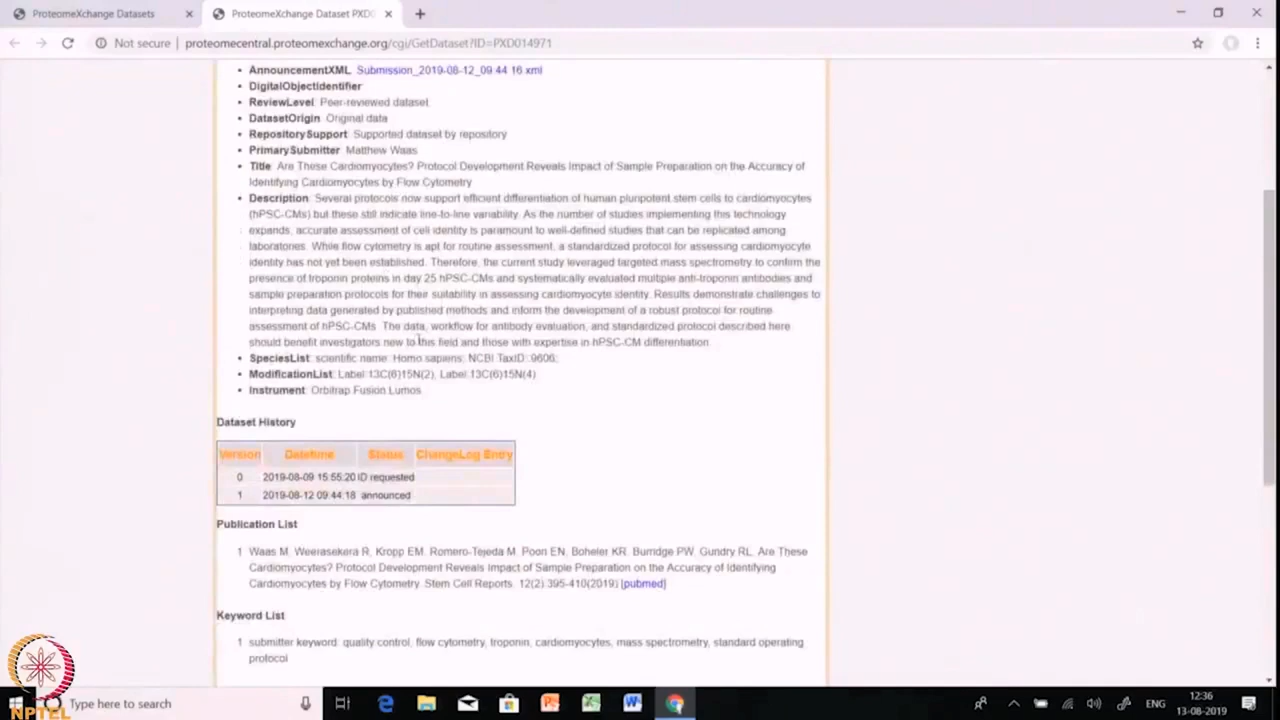 ProteomeXchange Datasets
ProteomeXchange Dataset PXD
Not secure | proteomecentral.proteomexchange.org/cgi/GetDataset?ID=PXD014971
AnnouncementXML Submission_2019-08-12_09:44:16.xml
DigitalObjectIdentifier
ReviewLevel Peer-reviewed dataset
DatasetOrigin Original data
RepositorySupport Supported dataset by repository
PrimarySubmitter Matthew Waas
Title Are These Cardiomyocytes? Protocol Development Reveals Impact of Sample Preparation on the Accuracy of
Identifying Cardiomyocytes by Flow Cytometry
Description Several protocols now support efficient differentiation of human pluripotent stem cells to cardiomyocytes
(hPSC-CMs) but these still indicate line-to-line variability. As the number of studies implementing this technology
expands, accurate assessment of cell identity is paramount to well-defined studies that can be replicated among
laboratories. While flow cytometry is apt for routine assessment, a standardized protocol for assessing cardiomyocyte
identity has not yet been established. Therefore, the current study leveraged targeted mass spectrometry to confirm the
presence of troponin proteins in day 25 hPSC-CMs and systematically evaluated multiple anti-troponin antibodies and
sample preparation protocols for their suitability in assessing cardiomyocyte identity. Results demonstrate challenges to
interpreting data generated by published methods and inform the development of a robust protocol for routine
assessment of hPSC-CMs. The data, workflow for antibody evaluation, and standardized protocol described here
should benefit investigators new to this field and those with expertise in hPSC-CM differentiation.
SpeciesList: scientific name: Homo sapiens; NCBI TaxID: 9606;
ModificationList: Label:13C(6)15N(2), Label:13C(6)15N(4)
Instrument: Orbitrap Fusion Lumos
Dataset History
Version Datetime Status ChangeLog Entry
0 2019-08-09 15:55:20 ID requested
1 2019-08-12 09:44:18 announced
Publication List
1 Waas M, Weerasekera R, Kropp EM, Romero-Tejeda M, Poon EN, Boheler KR, Burridge PW, Gundry RL, Are These
Cardiomyocytes? Protocol Development Reveals Impact of Sample Preparation on the Accuracy of Identifying
Cardiomyocytes by Flow Cytometry. Stem Cell Reports, 12(2):395-410(2019) [pubmed]
Keyword List
1 submitter keyword: quality control, flow cytometry, troponin, cardiomyocytes, mass spectrometry, standard operating
protocol
Type here to search
ENG
12:36
13-08-2019
NPTEL